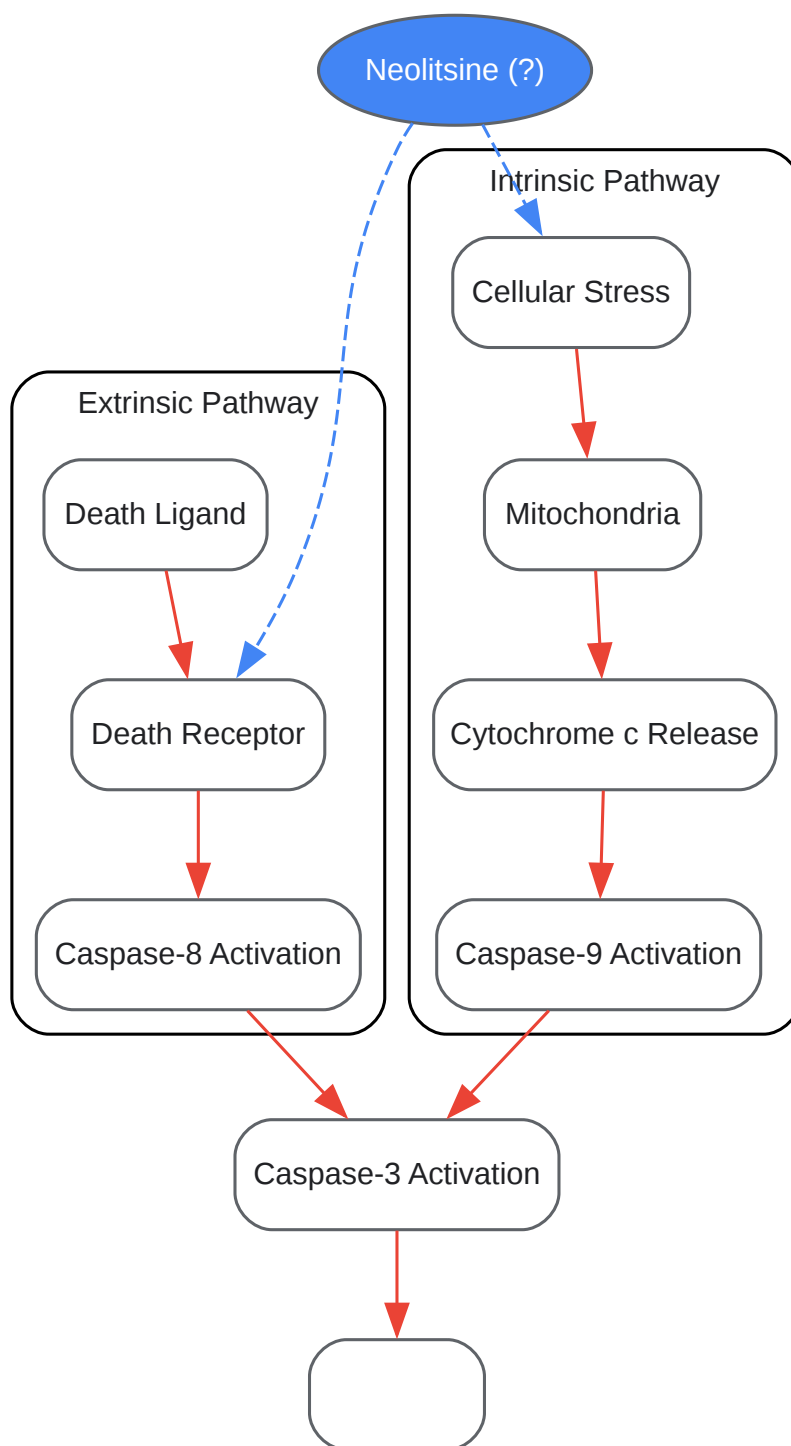 Neolitsine (?)
Intrinsic Pathway
Cellular Stress
Extrinsic Pathway
Death Ligand
Mitochondria
Death Receptor
Cytochrome c Release
Caspase-8 Activation
Caspase-9 Activation
Caspase-3 Activation